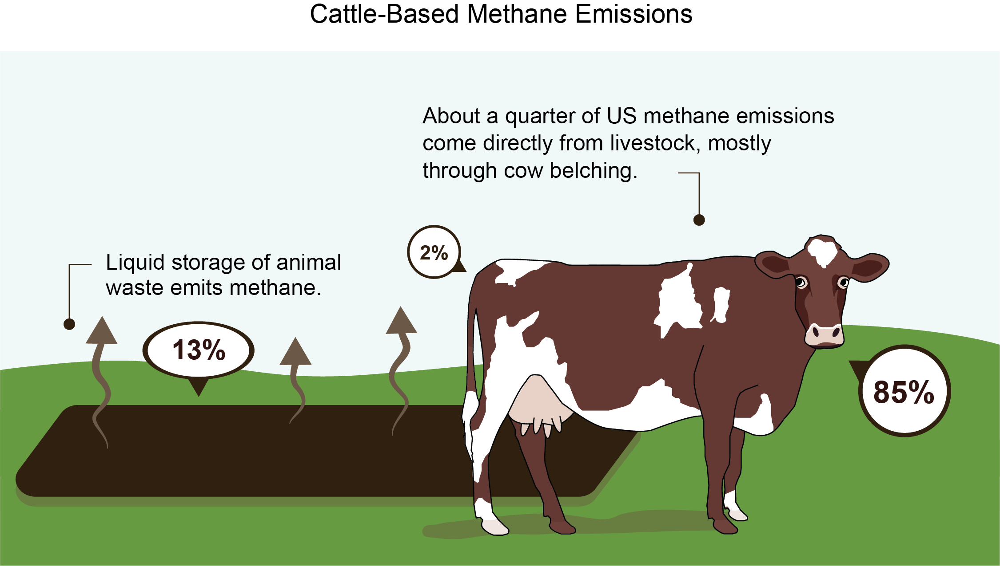 Cattle-Based Methane Emissions
About a quarter of US methane emissions
come directly from livestock, mostly
through cow belching.
2%
Liquid storage of animal
waste emits methane.
13%
85%